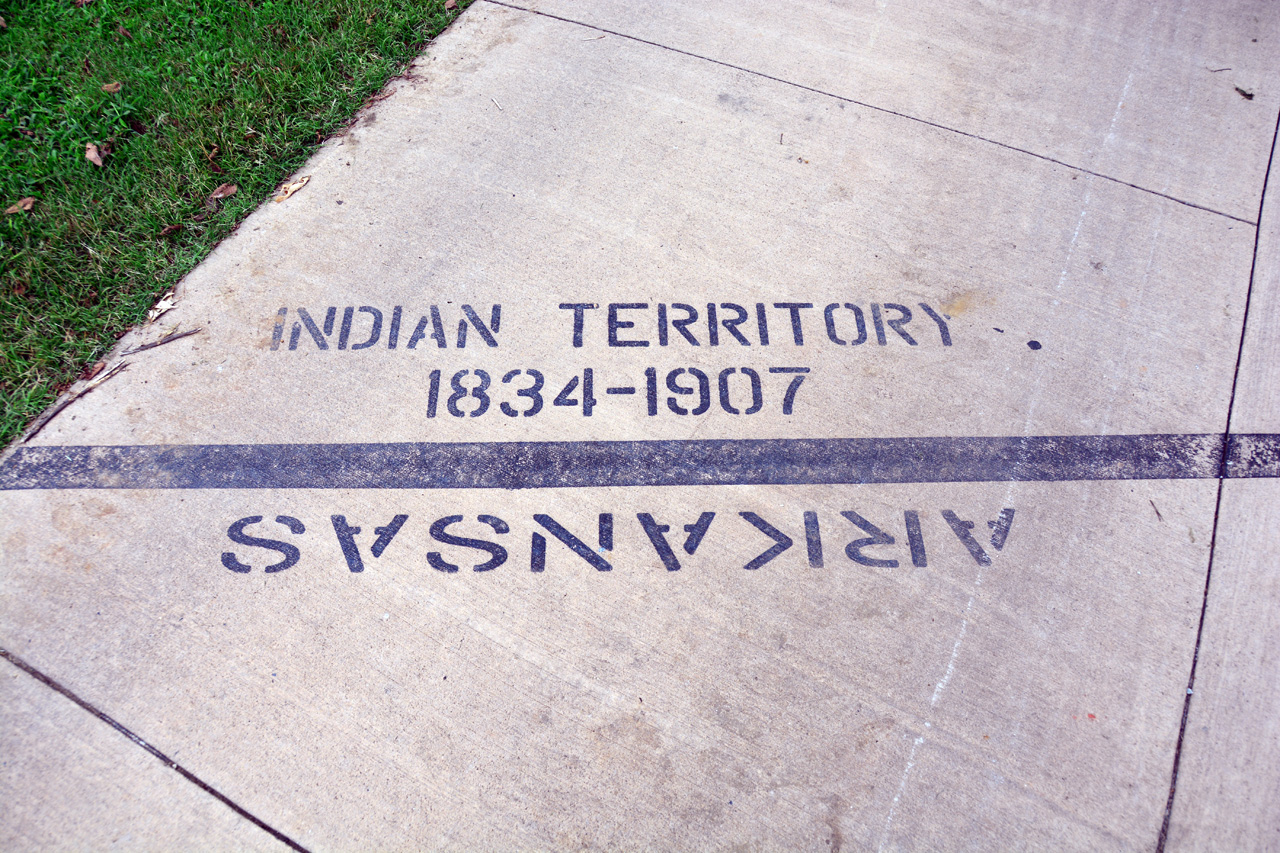 INDIAN TERRITORY
1834-1907
ARKANSAS